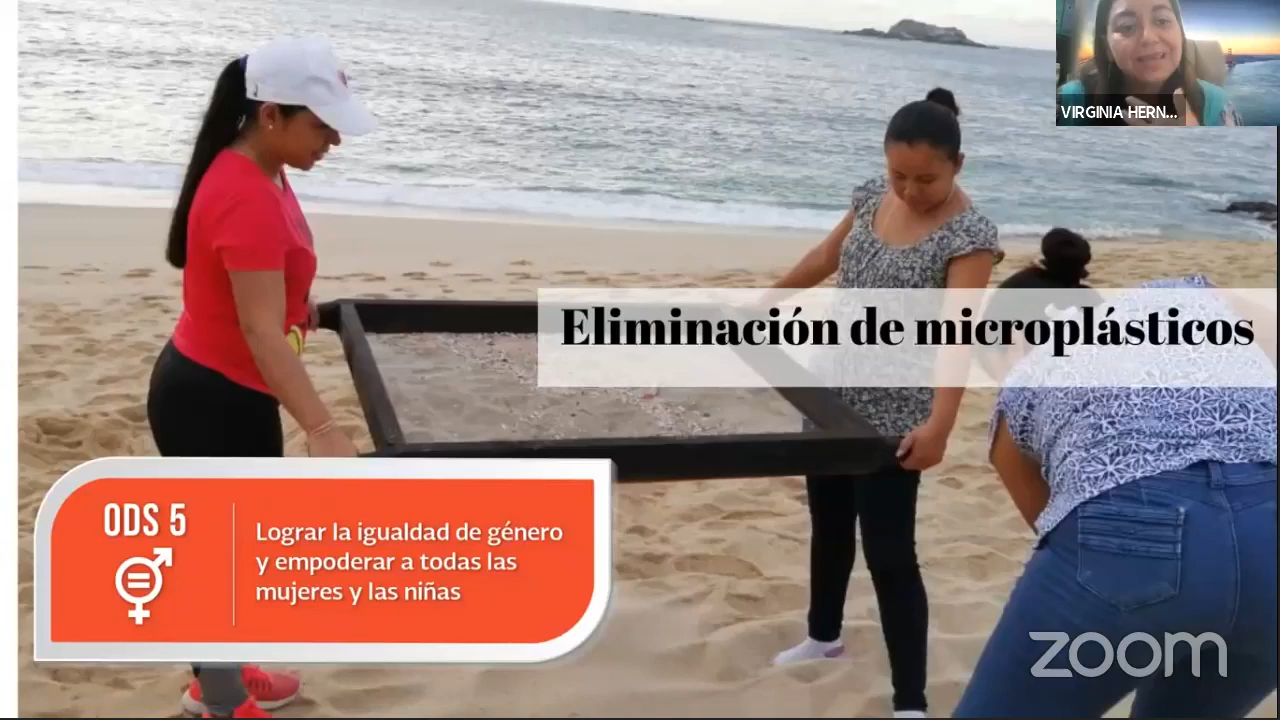 VIRGINIA HERN...
Eliminación de microplásticos
ODS 5
Lograr la igualdad de género
y empoderar a todas las
mujeres y las niñas
zoom